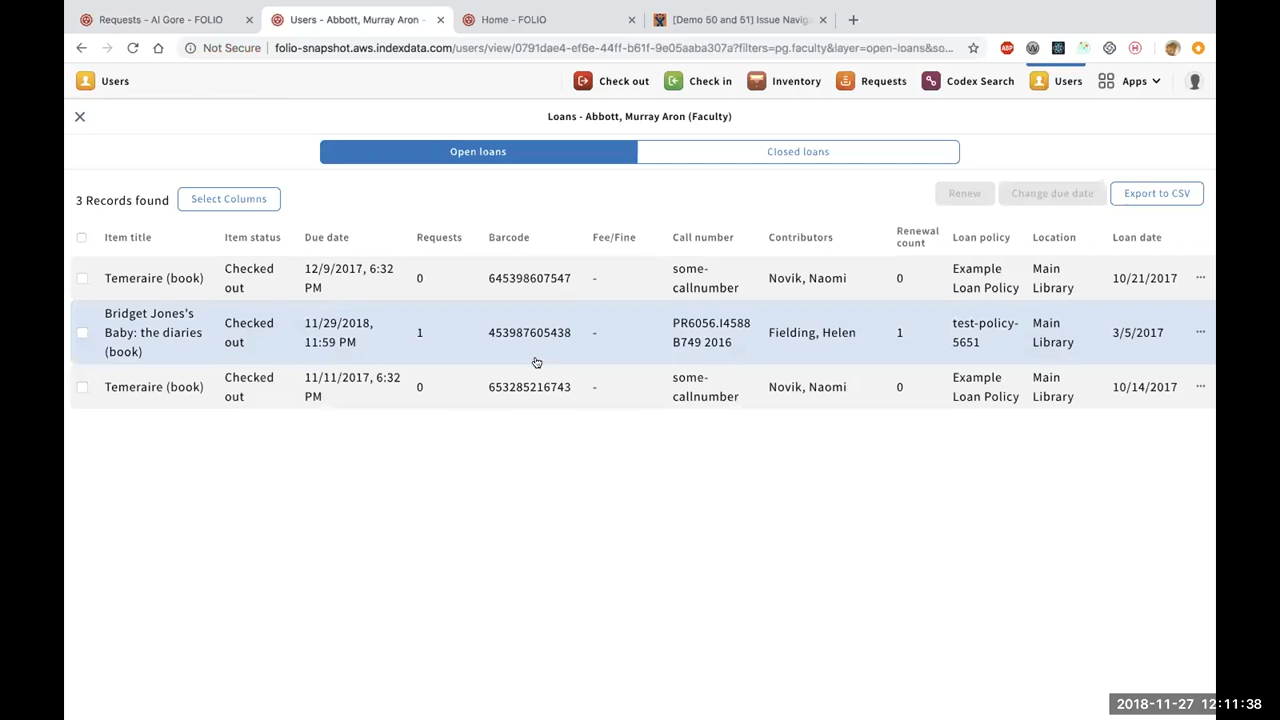 Requests - Al Gore - FOLIO
Users - Abbott, Murray Aron -
Home - FOLIO
[Demo 50 and 51] Issue Naviga
Not Secure folio-snapshot.aws.indexdata.com/users/view/0791dae4-ef6e-44ff-b61f-9e05aaba307a?filters=pg.faculty&layer=open-loans&so...
ABP
Users
Check out
Check in
Inventory
Requests
Codex Search
Users
Apps
Loans - Abbott, Murray Aron (Faculty)
Open loans
Closed loans
3 Records found
Select Columns
Renew
Change due date
Export to CSV
Item title Item status Due date Requests Barcode Fee/Fine Call number Contributors Renewal count Loan policy Location Loan date
Temeraire (book) Checked out 12/9/2017, 6:32 PM 0 645398607547 - some-callnumber Novik, Naomi 0 Example Loan Policy Main Library 10/21/2017 ...
Bridget Jones's Baby: the diaries (book) Checked out 11/29/2018, 11:59 PM 1 453987605438 - PR6056.I4588 B749 2016 Fielding, Helen 1 test-policy-5651 Main Library 3/5/2017 ...
Temeraire (book) Checked out 11/11/2017, 6:32 PM 0 653285216743 - some-callnumber Novik, Naomi 0 Example Loan Policy Main Library 10/14/2017 ...
2018-11-27 12:11:38